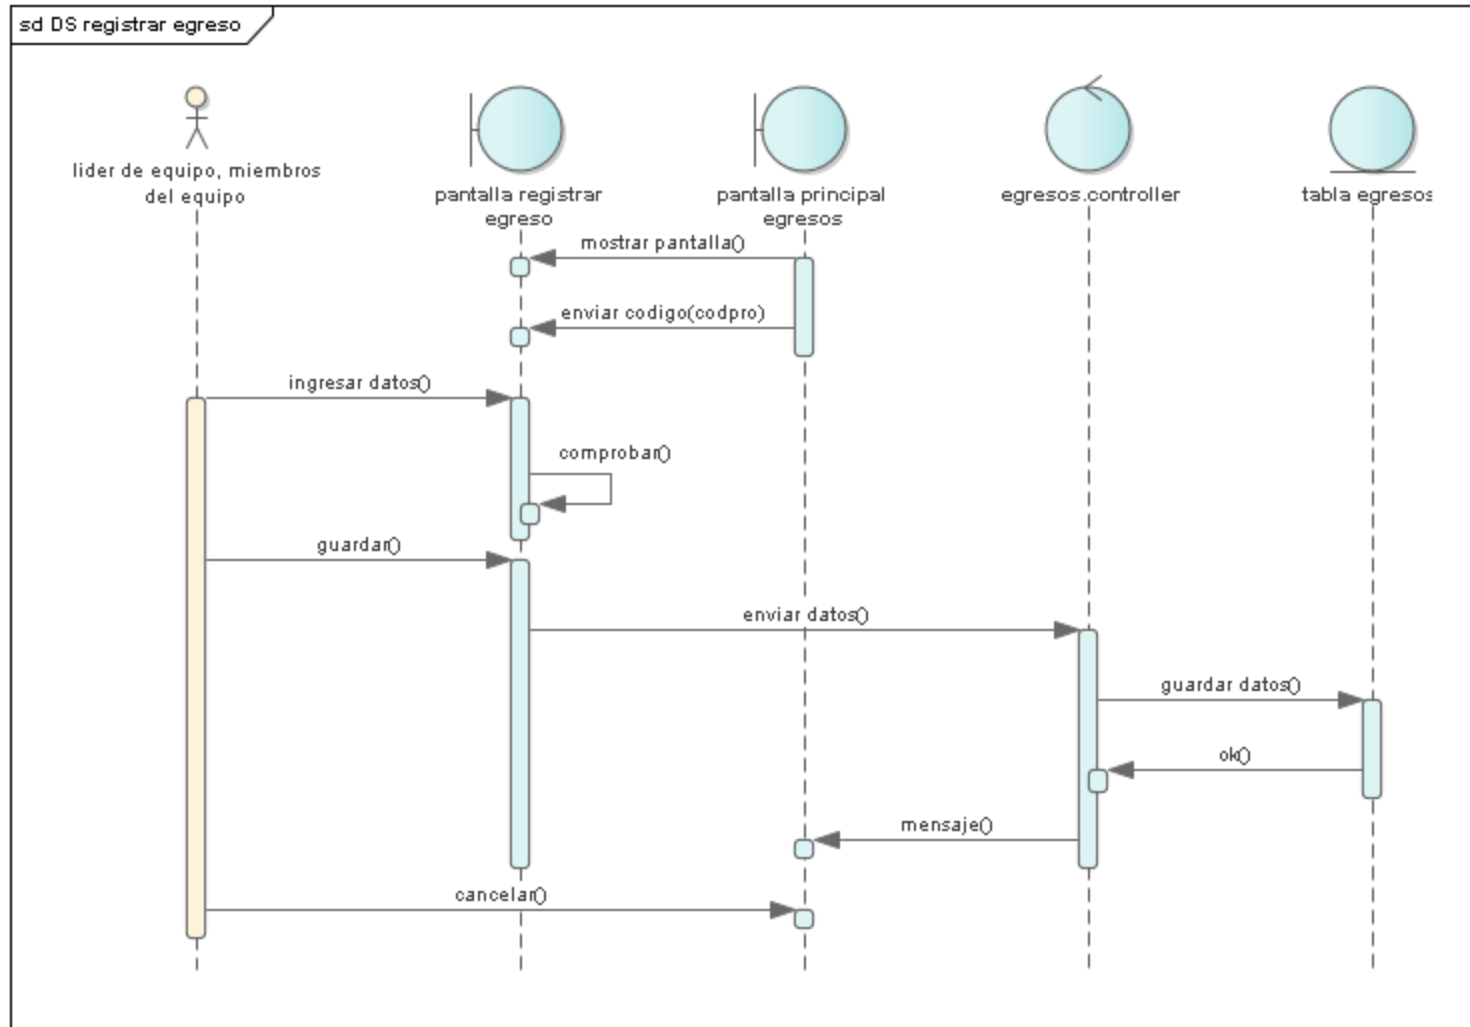 sd DS registrar egreso
lider de equipo, miembros
del equipo
pantalla registrar
egreso
pantalla principal
egresos
egresos.controller
tabla egresos
mostrar pantalla()
enviar codigo(codpro)
ingresar datos()
comprobar()
guardar()
enviar datos()
guardar datos()
ok()
mensaje()
cancelar()